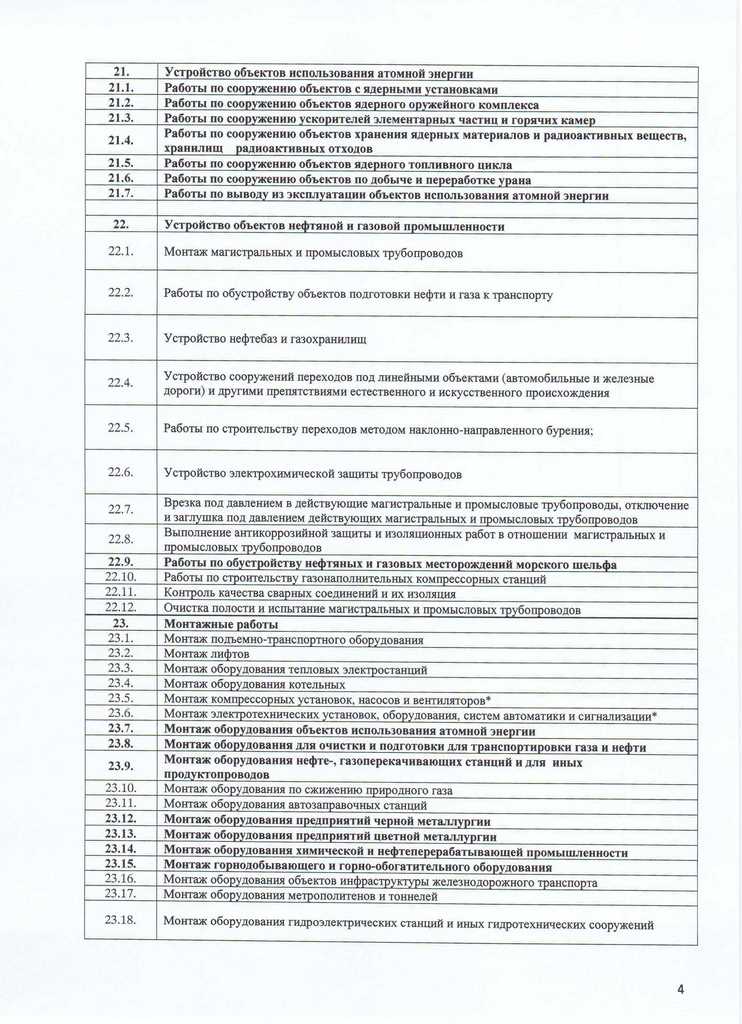 21. Устройство объектов использования атомной энергии
21.1. Работы по сооружению объектов с ядерными установками
21.2. Работы по сооружению объектов ядерного оружейного комплекса
21.3. Работы по сооружению ускорителей элементарных частиц и горячих камер
21.4. Работы по сооружению объектов хранения ядерных материалов и радиоактивных веществ,
хранилищ радиоактивных отходов
21.5. Работы по сооружению объектов ядерного топливного цикла
21.6. Работы по сооружению объектов по добыче и переработке урана
21.7. Работы по выводу из эксплуатации объектов использования атомной энергии
22. Устройство объектов нефтяной и газовой промышленности
22.1. Монтаж магистральных и промысловых трубопроводов
22.2. Работы по обустройству объектов подготовки нефти и газа к транспорту
22.3. Устройство нефтебаз и газохранилищ
22.4. Устройство сооружений переходов под линейными объектами (автомобильные и железные
дороги) и другими препятствиями естественного и искусственного происхождения
22.5. Работы по строительству переходов методом наклонно-направленного бурения;
22.6. Устройство электрохимической защиты трубопроводов
22.7. Врезка под давлением в действующие магистральные и промысловые трубопроводы, отключение
и заглушка под давлением действующих магистральных и промысловых трубопроводов
22.8. Выполнение антикоррозийной защиты и изоляционных работ в отношении магистральных и
промысловых трубопроводов
22.9. Работы по обустройству нефтяных и газовых месторождений морского шельфа
22.10. Работы по строительству газонаполнительных компрессорных станций
22.11. Контроль качества сварных соединений и их изоляция
22.12. Очистка полости и испытание магистральных и промысловых трубопроводов
23. Монтажные работы
23.1. Монтаж подъемно-транспортного оборудования
23.2. Монтаж лифтов
23.3. Монтаж оборудования тепловых электростанций
23.4. Монтаж оборудования котельных
23.5. Монтаж компрессорных установок, насосов и вентиляторов*
23.6. Монтаж электротехнических установок, оборудования, систем автоматики и сигнализации*
23.7. Монтаж оборудования объектов использования атомной энергии
23.8. Монтаж оборудования для очистки и подготовки для транспортировки газа и нефти
23.9. Монтаж оборудования нефте-, газоперекачивающих станций и для иных
продуктопроводов
23.10. Монтаж оборудования по сжижению природного газа
23.11. Монтаж оборудования автозаправочных станций
23.12. Монтаж оборудования предприятий черной металлургии
23.13. Монтаж оборудования предприятий цветной металлургии
23.14. Монтаж оборудования химической и нефтеперерабатывающей промышленности
23.15. Монтаж горнодобывающего и горно-обогатительного оборудования
23.16. Монтаж оборудования объектов инфраструктуры железнодорожного транспорта
23.17. Монтаж оборудования метрополитенов и тоннелей
23.18. Монтаж оборудования гидроэлектрических станций и иных гидротехнических сооружений
4